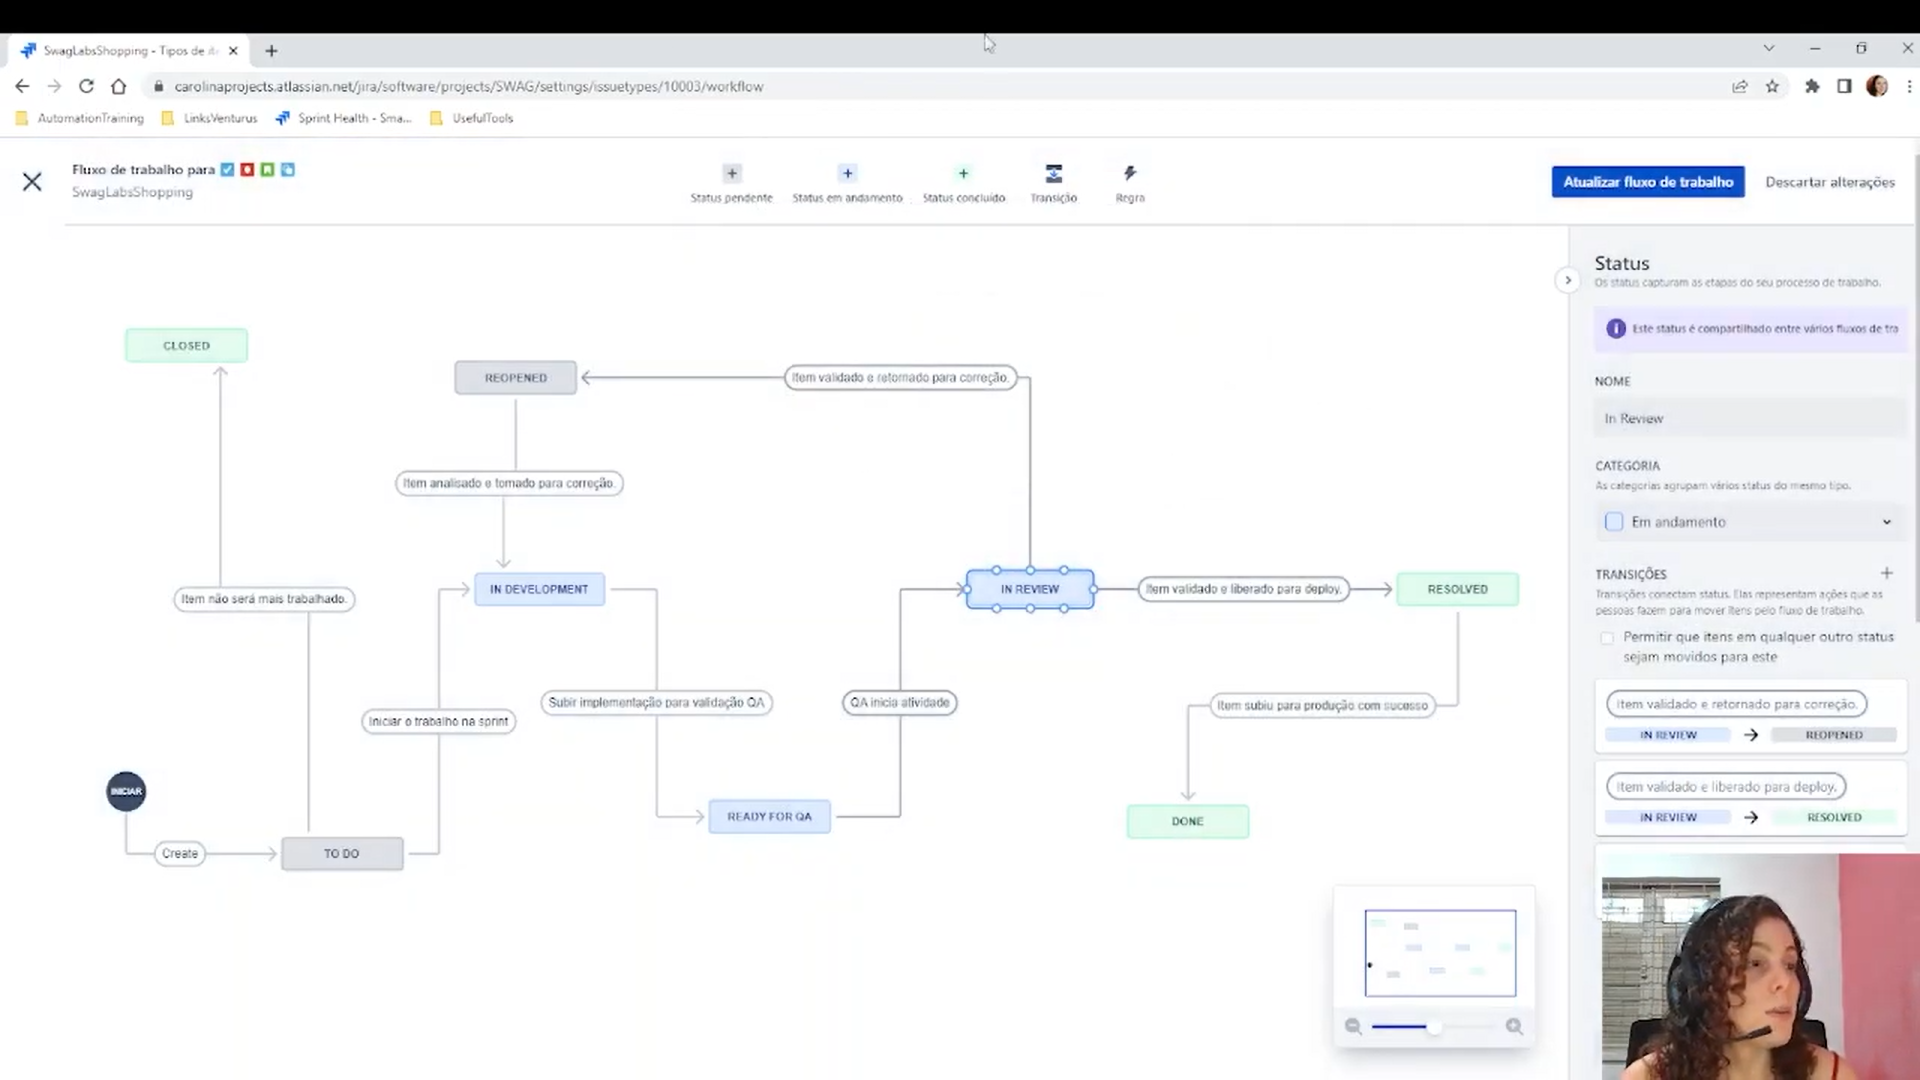 SwagLabsShopping - Tipos de
carolinaprojects.atlassian.net/jira/software/projects/SWAG/settings/issuetypes/10003/workflow
AutomationTraining
LinksVenturus
Sprint Health - Sma...
UsefulTools
Fluxo de trabalho para
SwagLabsShopping
Status pendente
Status em andamento
Status concluído
Transição
Regra
Atualizar fluxo de trabalho
Descartar alterações
CLOSED
REOPENED
Item validado e retornado para correção.
Item analisado e tomado para correção.
IN DEVELOPMENT
Item não será mais trabalhado.
IN REVIEW
Item validado e liberado para deploy.
RESOLVED
Iniciar o trabalho na sprint
Subir implementação para validação QA
QA inicia atividade
Item subiu para produção com sucesso
INICIAR
Create
TO DO
READY FOR QA
DONE
Status
Os status capturam as etapas do seu processo de trabalho.
Este status é compartilhado entre vários fluxos de tra
NOME
In Review
CATEGORIA
As categorias agrupam vários status do mesmo tipo.
Em andamento
TRANSIÇÕES
Transições conectam status. Elas representam ações que as
pessoas fazem para mover itens pelo fluxo de trabalho.
Permitir que itens em qualquer outro status
sejam movidos para este
Item validado e retornado para correção.
IN REVIEW → REOPENED
Item validado e liberado para deploy.
IN REVIEW → RESOLVED